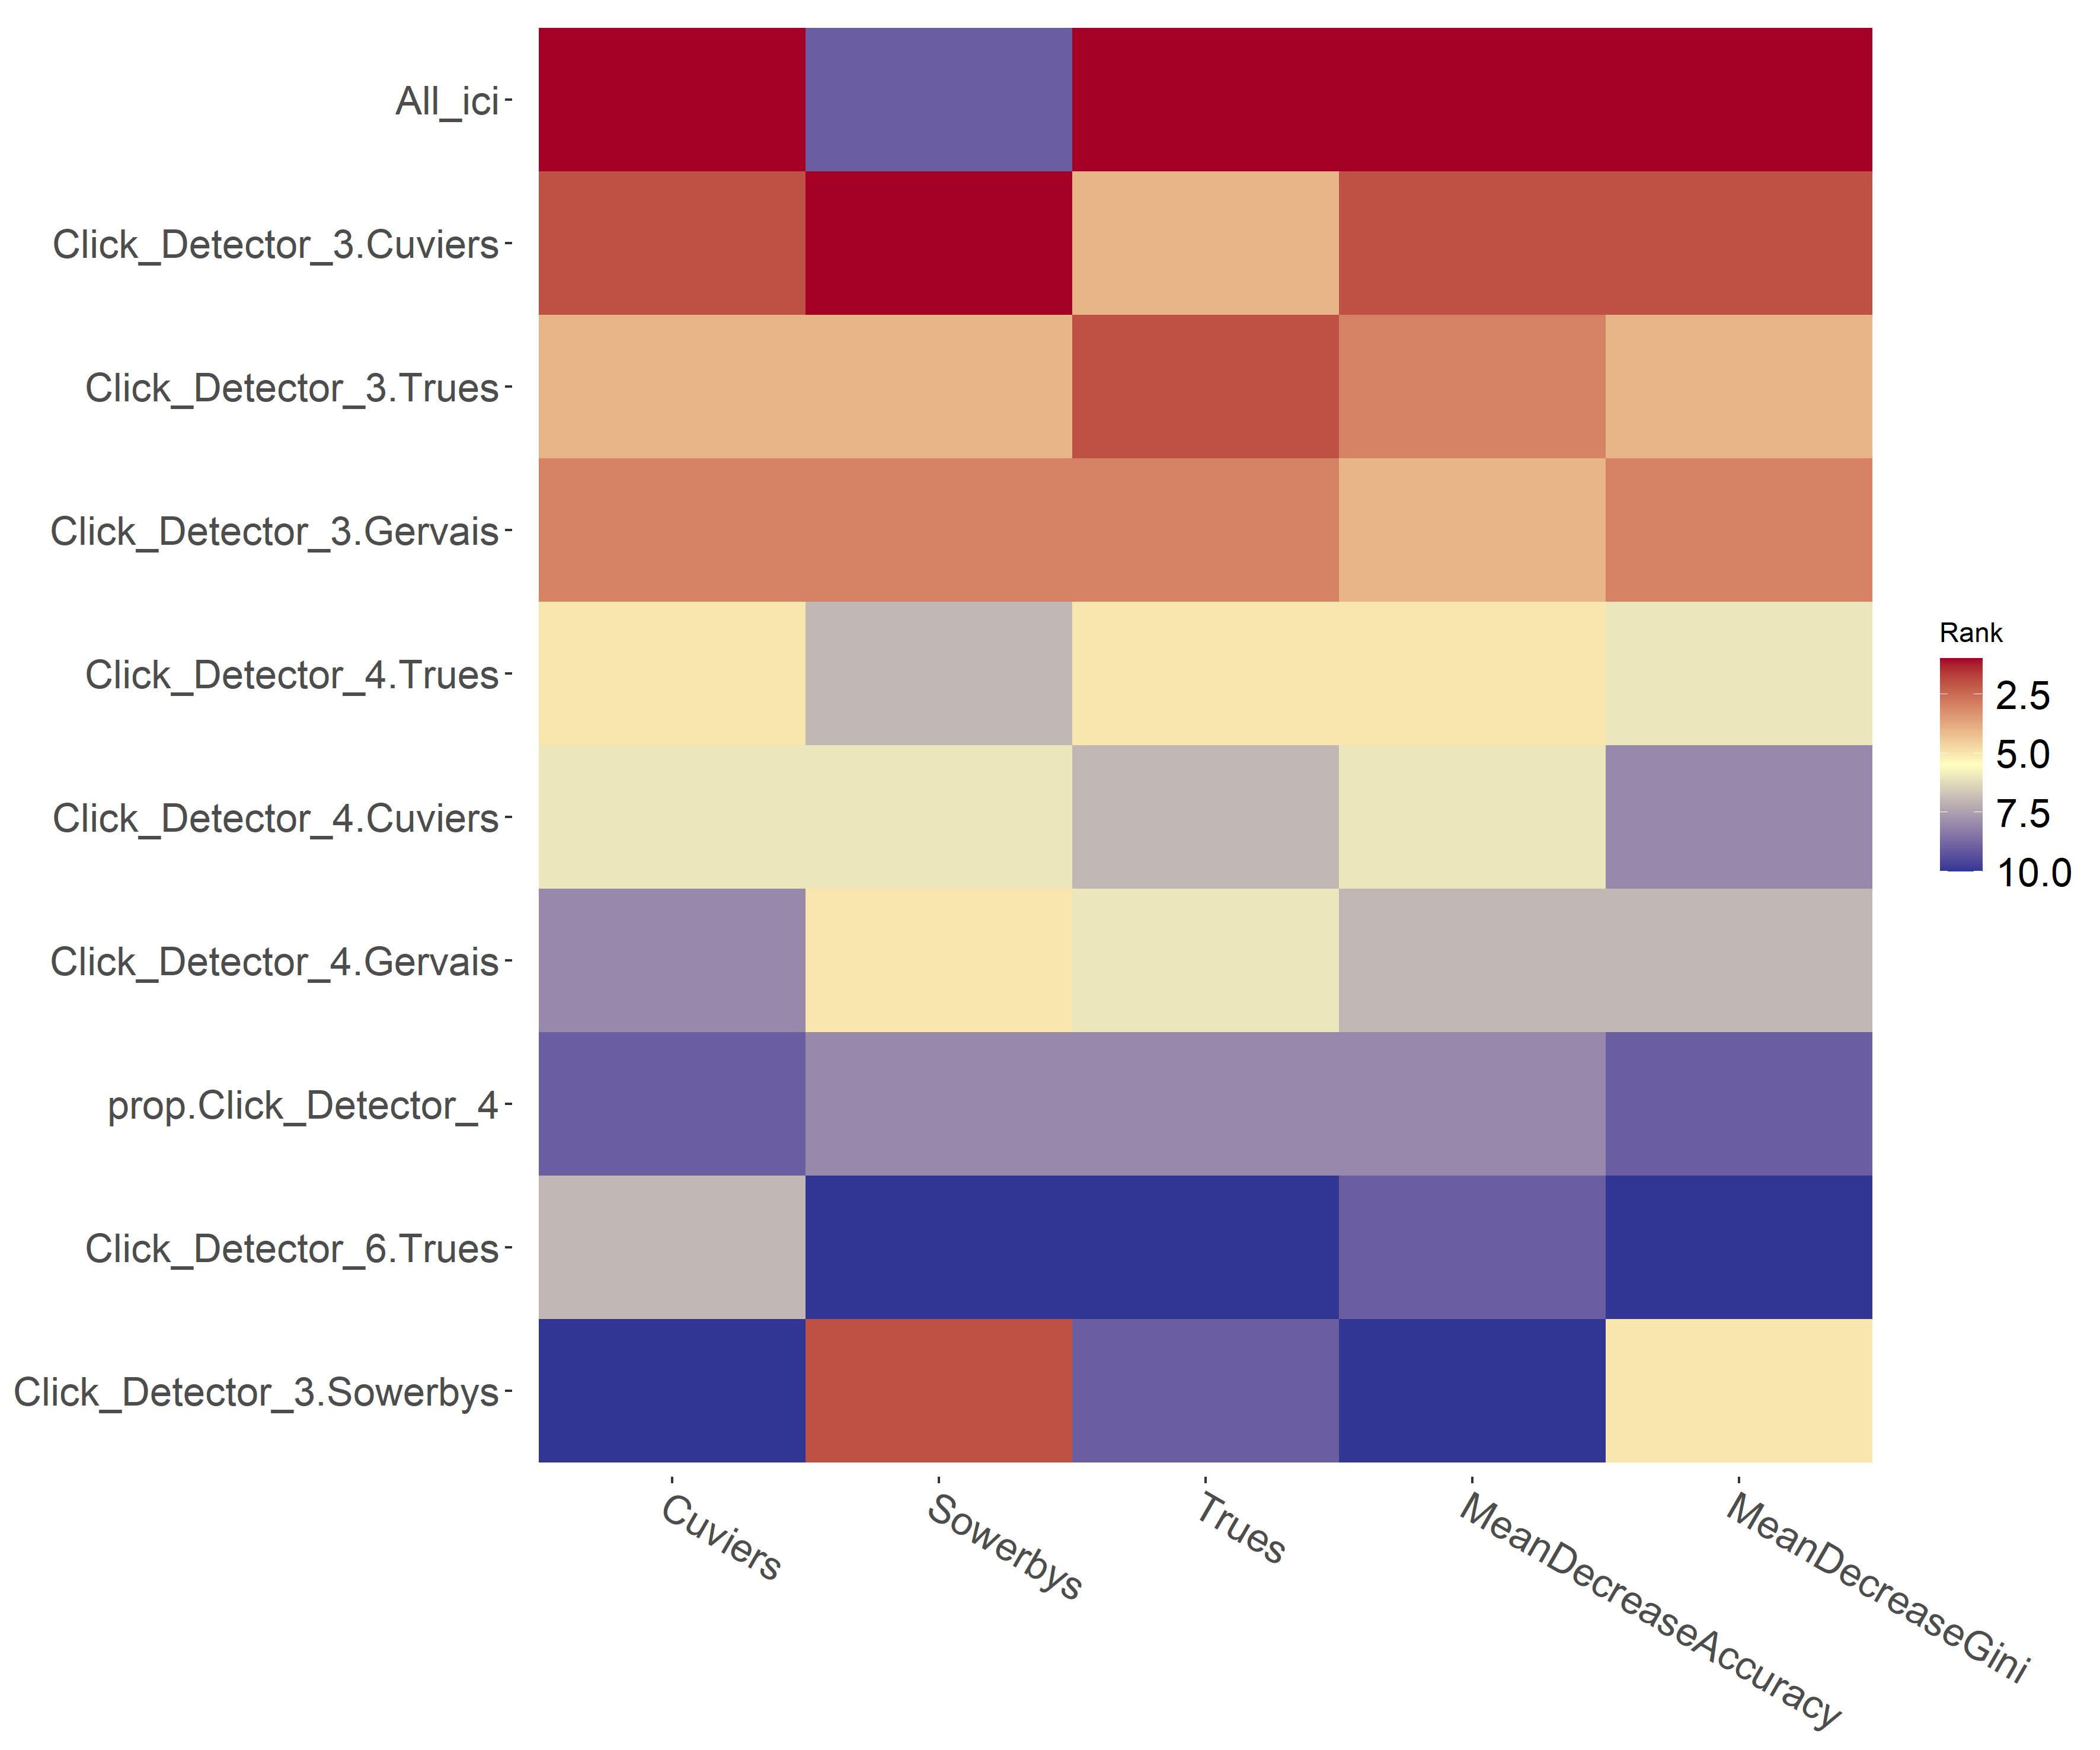 All_ici
Click_Detector_3.Cuviers
Click_Detector_3.Trues
Click_Detector_3.Gervais
Click_Detector_4.Trues
Click_Detector_4.Cuviers
Click_Detector_4.Gervais
prop.Click_Detector_4
Click_Detector_6.Trues
Click_Detector_3.Sowerbys
Cuviers
Sowerbys
Trues
MeanDecreaseAccuracy
MeanDecreaseGini
Rank
2.5
5.0
7.5
10.0